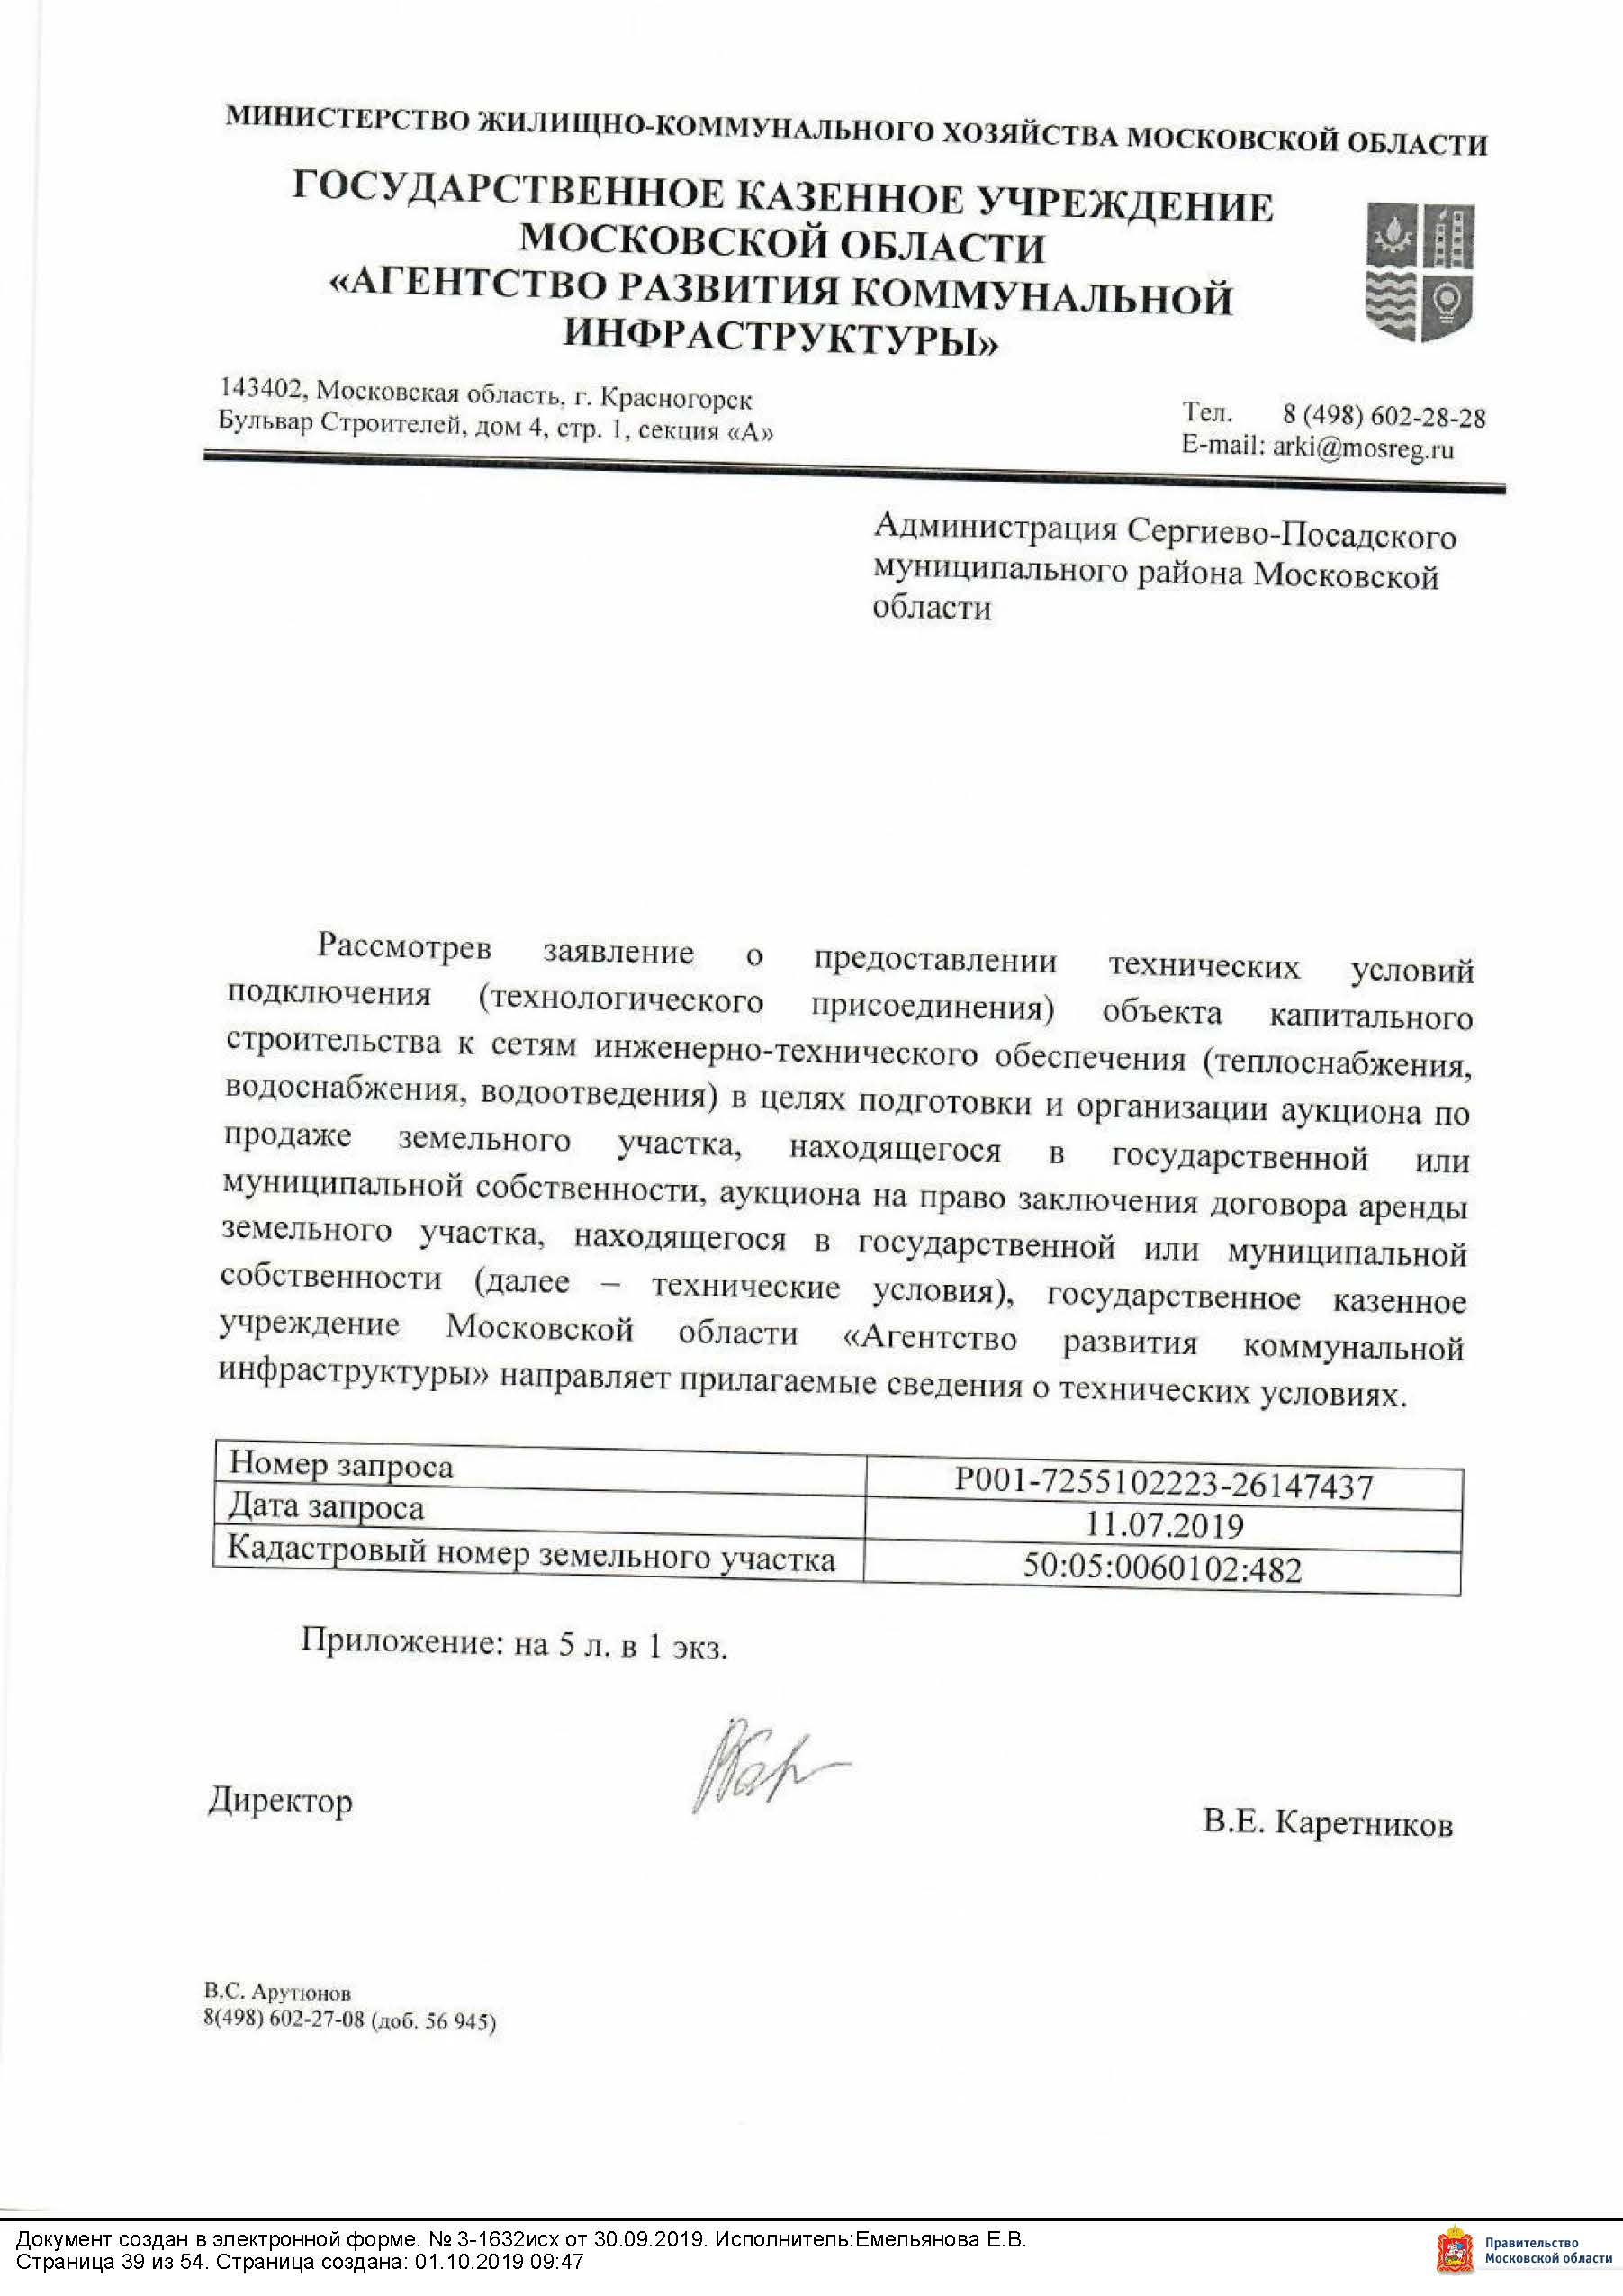 МИНИСТЕРСТВО ЖИЛИЩНО-КОММУНАЛЬНОГО ХОЗЯЙСТВА МОСКОВСКОЙ ОБЛАСТИ
ГОСУДАРСТВЕННОЕ КАЗЕННОЕ УЧРЕЖДЕНИЕ
МОСКОВСКОЙ ОБЛАСТИ
«АГЕНТСТВО РАЗВИТИЯ КОММУНАЛЬНОЙ
ИНФРАСТРУКТУРЫ»
143402, Московская область, г. Красногорск
Бульвар Строителей, дом 4, стр. 1, секция «А»
Тел. 8 (498) 602-28-28
E-mail: arki@mosreg.ru
Администрация Сергиево-Посадского
муниципального района Московской
области
Рассмотрев заявление о предоставлении технических условий
подключения (технологического присоединения) объекта капитального
строительства к сетям инженерно-технического обеспечения (теплоснабжения,
водоснабжения, водоотведения) в целях подготовки и организации аукциона по
продаже земельного участка, находящегося в государственной или
муниципальной собственности, аукциона на право заключения договора аренды
земельного участка, находящегося в государственной или муниципальной
собственности (далее – технические условия), государственное казенное
учреждение Московской области «Агентство развития коммунальной
инфраструктуры» направляет прилагаемые сведения о технических условиях.
Номер запроса P001-7255102223-26147437
Дата запроса 11.07.2019
Кадастровый номер земельного участка 50:05:0060102:482
Приложение: на 5 л. в 1 экз.
Директор
В.Е. Каретников
В.С. Арутюнов
8(498) 602-27-08 (доб. 56 945)
Документ создан в электронной форме. № 3-1632исх от 30.09.2019. Исполнитель:Емельянова Е.В.
Страница 39 из 54. Страница создана: 01.10.2019 09:47
Правительство
Московской области